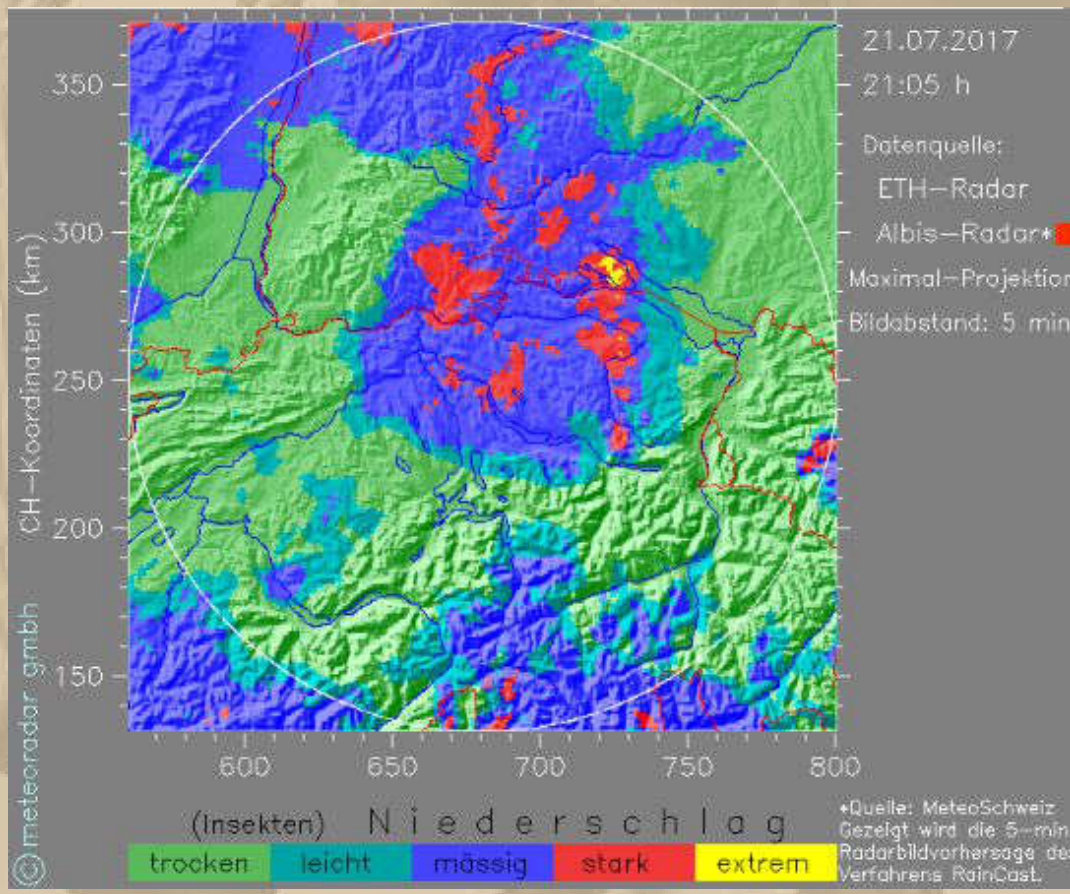 21.07.2017
21:05 h
Datenquelle:
ETH-Radar
Albis-Radar*
Maximal-Projektion
Bildabstand: 5 min
CH-Koordinaten (km)
350
300
250
200
150
600
650
700
750
800
© meteoradar gmbh
(Insekten) Niederschlag
trocken leicht mässig stark extrem
*Quelle: MeteoSchweiz
Gezeigt wird die 5-min
Radarbildvorhersage des
Verfahrens RainCast.